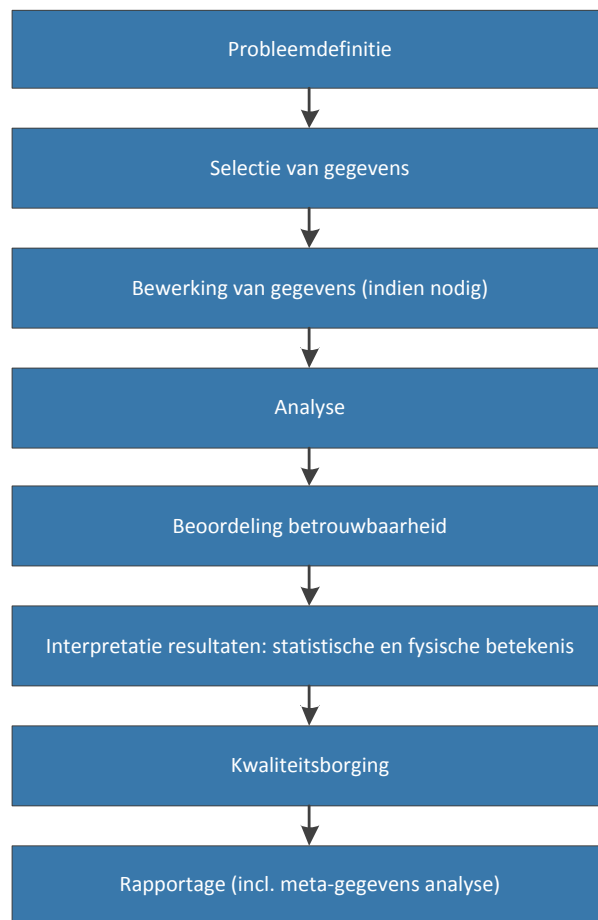 Probleemdefinitie
Selectie van gegevens
Bewerking van gegevens (indien nodig)
Analyse
Beoordeling betrouwbaarheid
Interpretatie resultaten: statistische en fysische betekenis
Kwaliteitsborging
Rapportage (incl. meta-gegevens analyse)